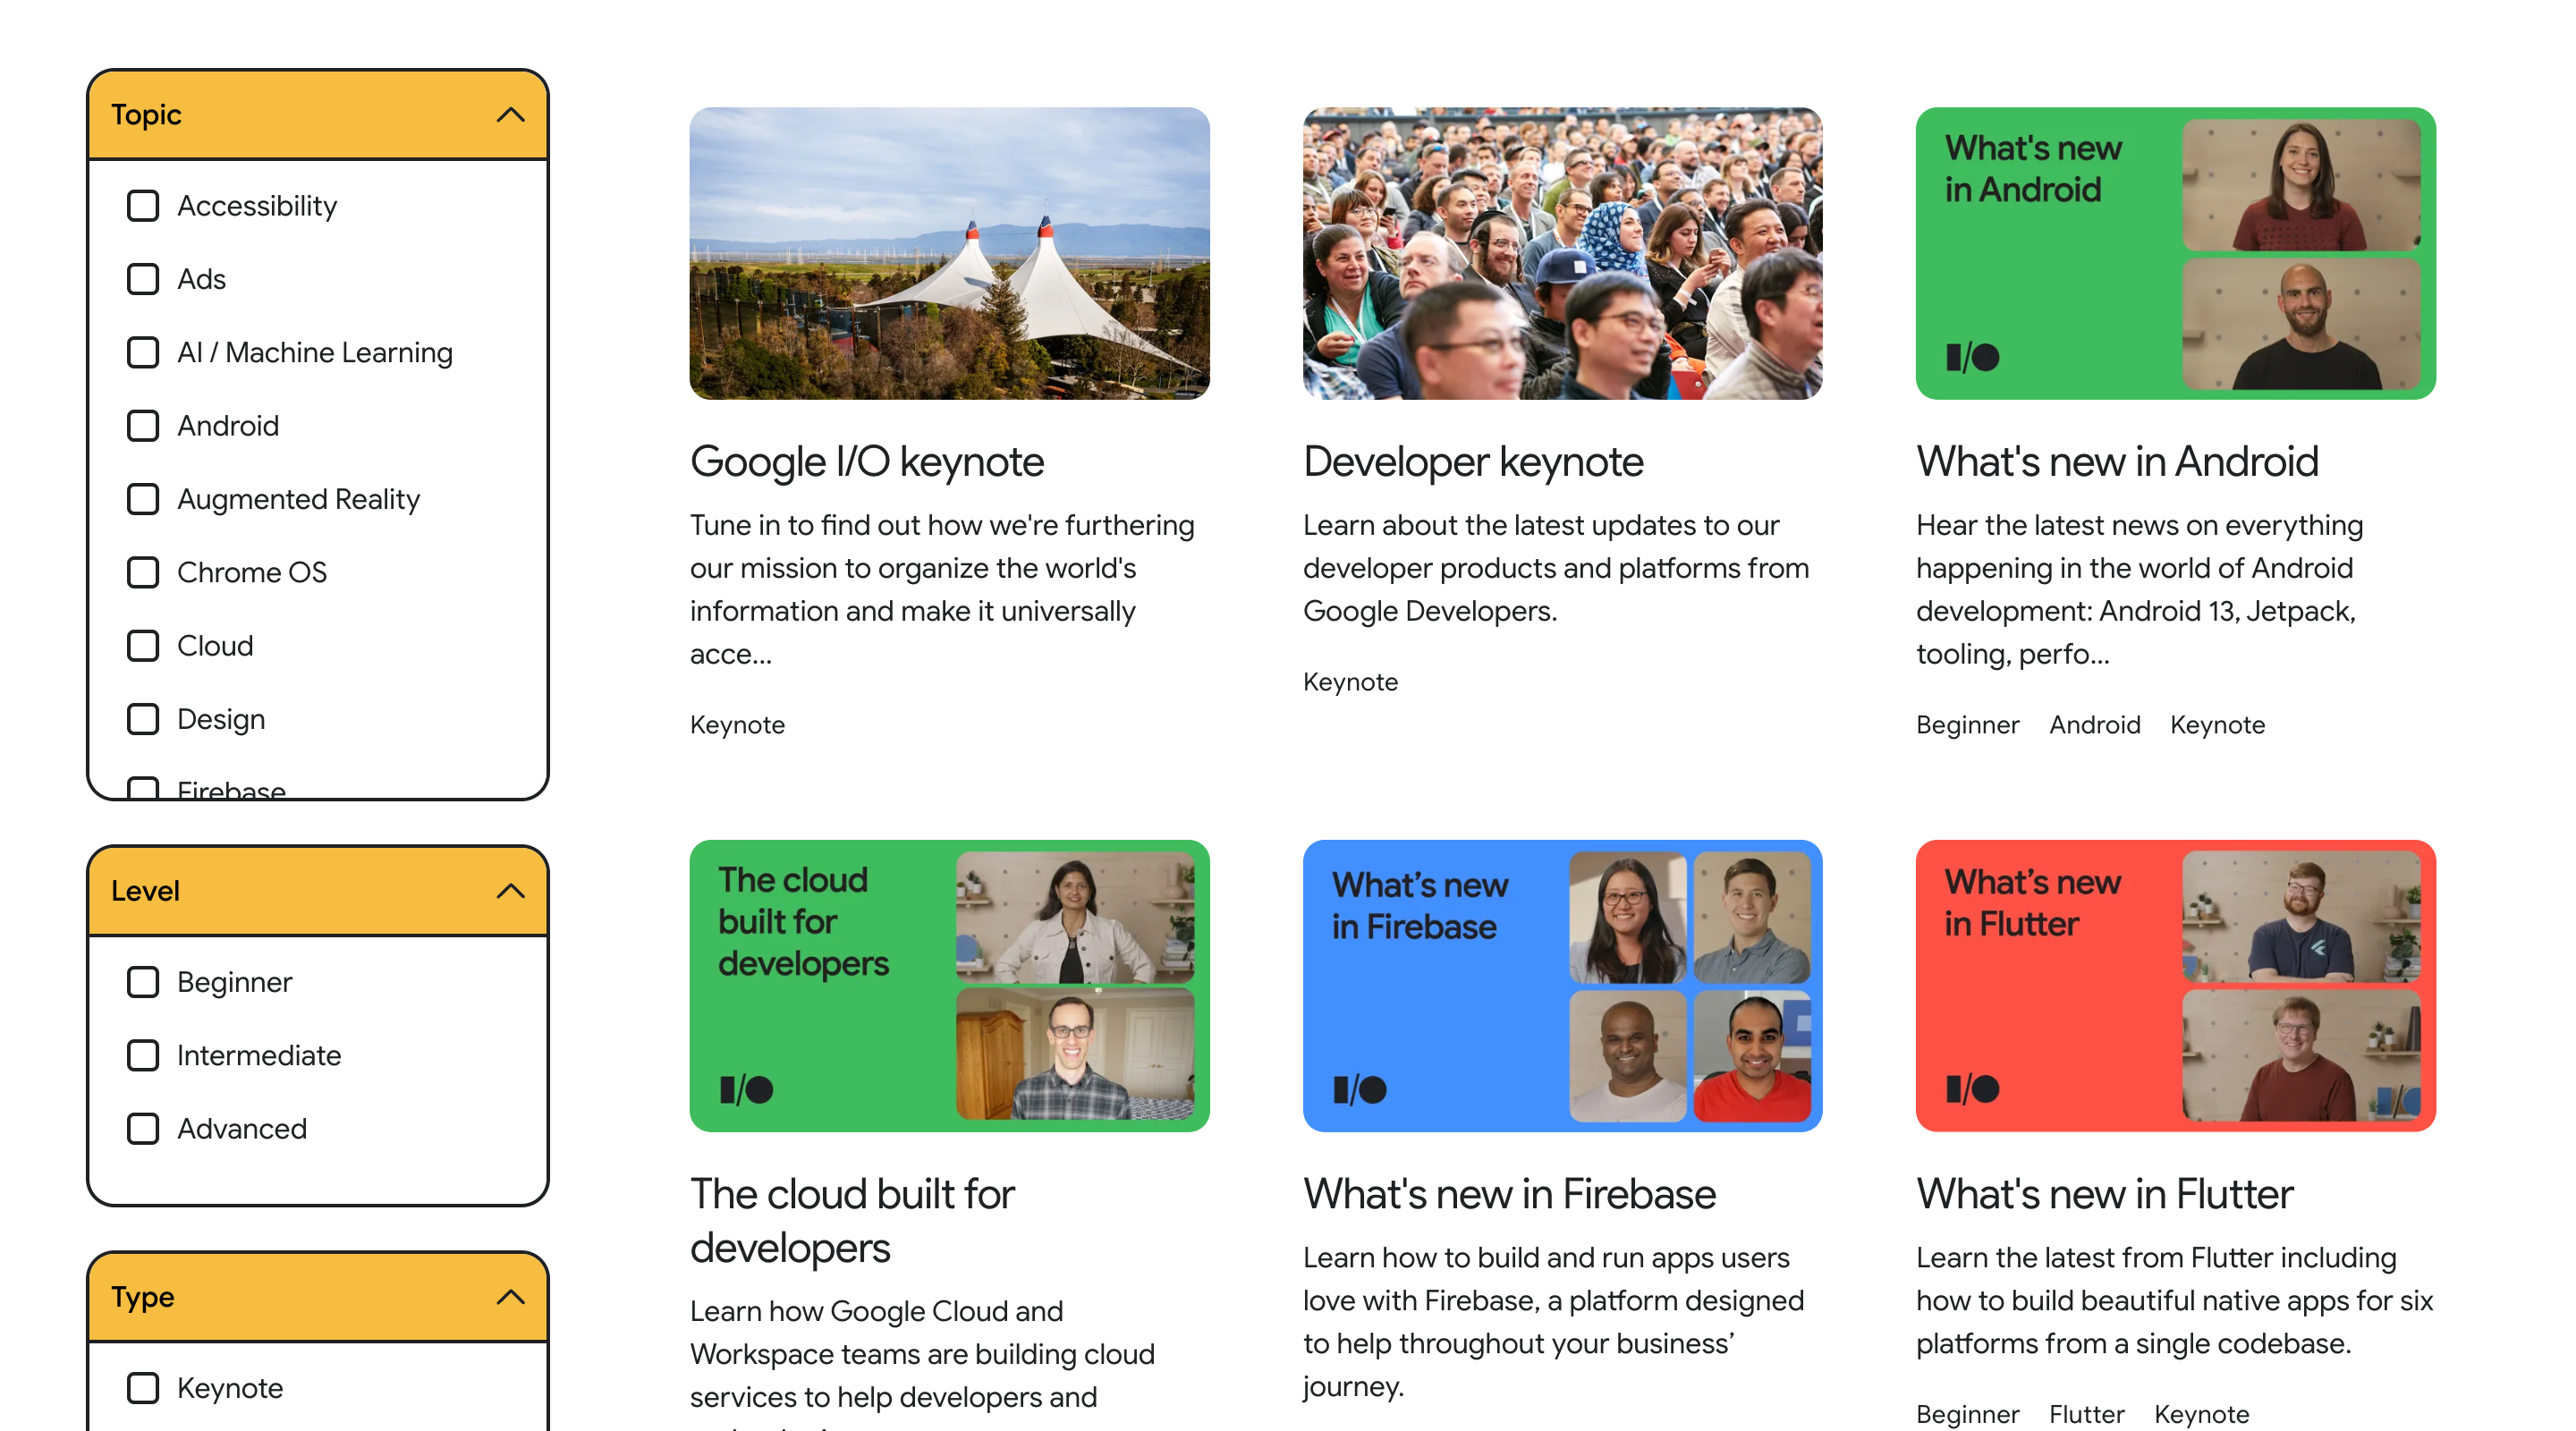 Topic
Accessibility
Ads
AI / Machine Learning
Android
Augmented Reality
Chrome OS
Cloud
Design
Firebase
Level
Beginner
Intermediate
Advanced
Type
Keynote
Google I/O keynote
Tune in to find out how we're furthering
our mission to organize the world's
information and make it universally
acce...
Keynote
Developer keynote
Learn about the latest updates to our
developer products and platforms from
Google Developers.
Keynote
What's new
in Android
I/O
What's new in Android
Hear the latest news on everything
happening in the world of Android
development: Android 13, Jetpack,
tooling, perfo...
Beginner Android Keynote
The cloud
built for
developers
I/O
The cloud built for
developers
Learn how Google Cloud and
Workspace teams are building cloud
services to help developers and
What’s new
in Firebase
I/O
What's new in Firebase
Learn how to build and run apps users
love with Firebase, a platform designed
to help throughout your business’
journey.
What’s new
in Flutter
I/O
What's new in Flutter
Learn the latest from Flutter including
how to build beautiful native apps for six
platforms from a single codebase.
Beginner Flutter Keynote